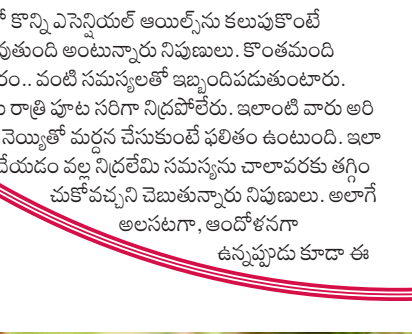 కొన్ని ఎసెన్షియల్ ఆయిల్స్‌ను కలుపుకొంటే
అంటున్నారు నిపుణులు. కొంతమంది
వంటి సమస్యలతో ఇబ్బందిపడుతుంటారు.
రాత్రి పూట సరిగా నిద్రపోలేరు. ఇలాంటి వారు అరి
నెయ్యితో మర్దన చేసుకుంటే ఫలితం ఉంటుంది. ఇలా
చేయడం వల్ల నిద్రలేమి సమస్యను చాలావరకు తగ్గిం
చుకోవచ్చని చెబుతున్నారు నిపుణులు. అలాగే
అలసటగా, ఆందోళనగా
ఉన్నప్పుడు కూడా ఈ